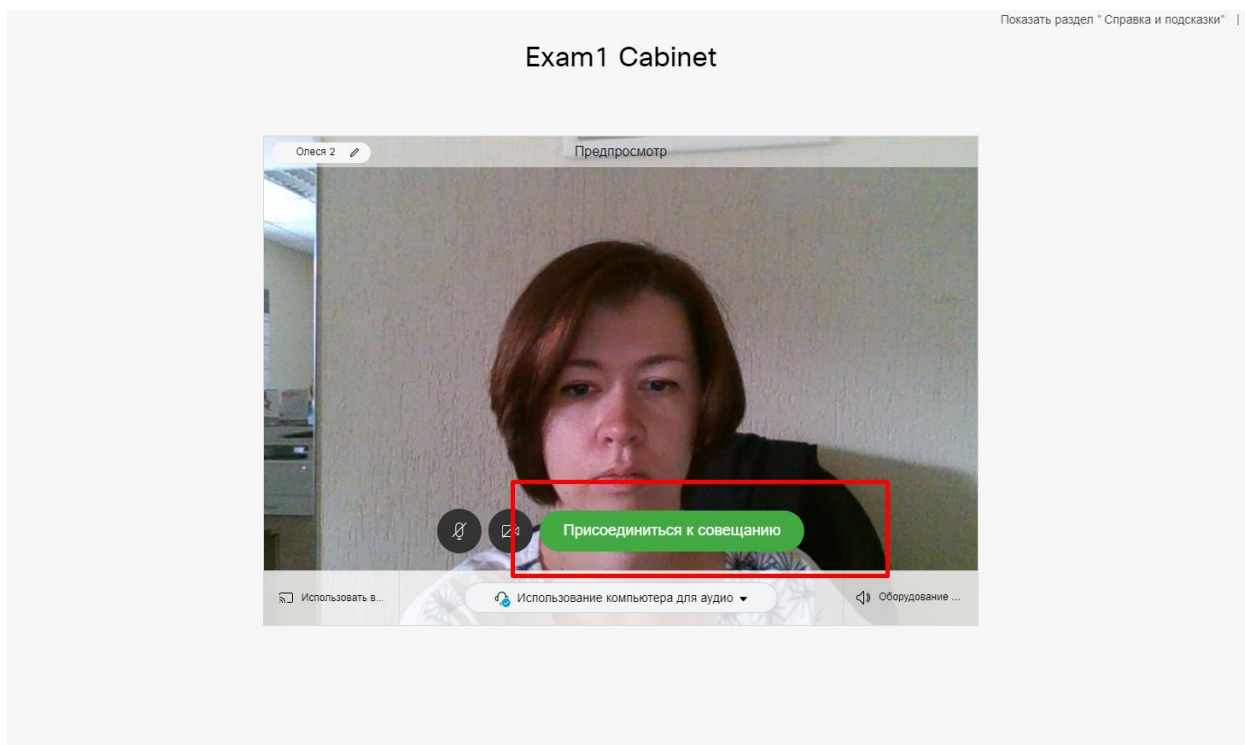 Показать раздел "Справка и подсказки" |
Exam1 Cabinet
Олеся 2
Предпросмотр
Присоединиться к совещанию
Использовать в...
Использование компьютера для аудио
Оборудование ...